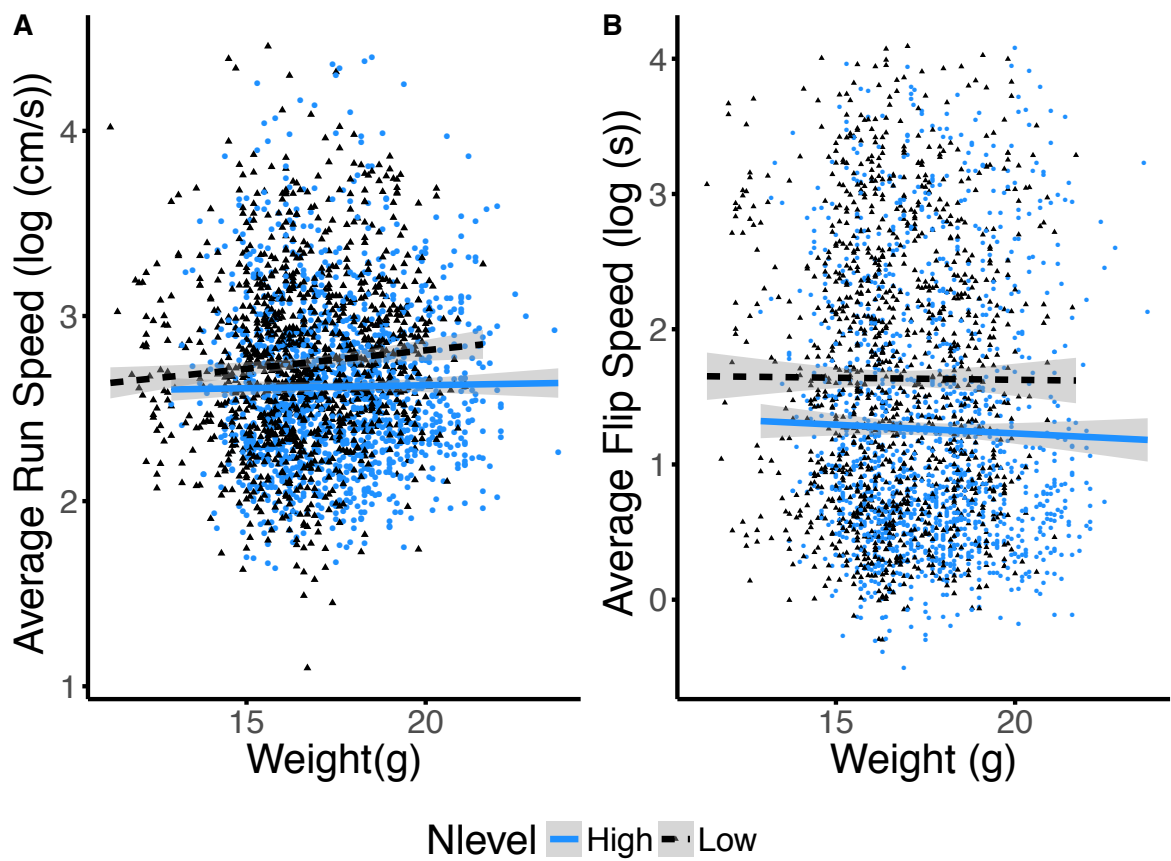 A
B
Average Run Speed (log (cm/s))
4
3
2
1
15
20
Weight(g)
Average Flip Speed (log (s))
4
3
2
1
0
15
20
Weight (g)
Nlevel High Low